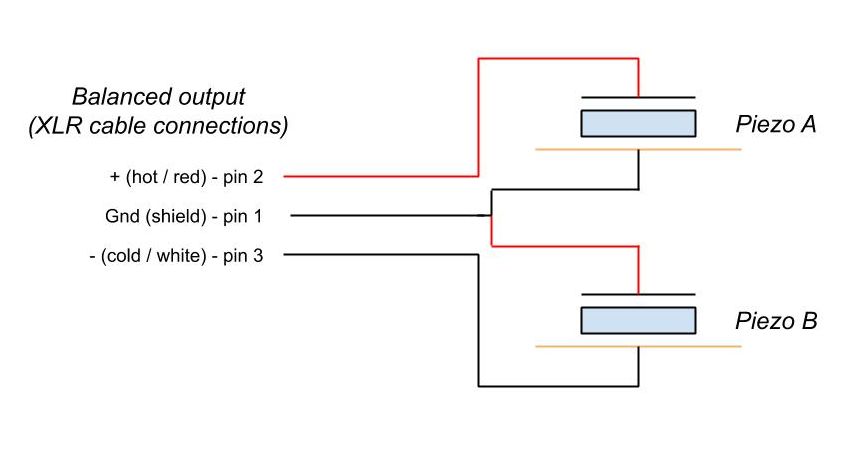 Balanced output
(XLR cable connections)
+ (hot / red) - pin 2
Gnd (shield) - pin 1
- (cold / white) - pin 3
Piezo A
Piezo B